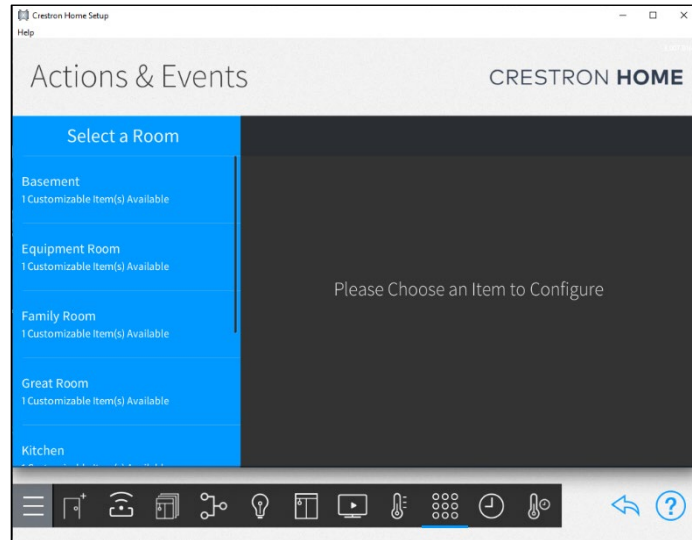 Crestron Home Setup
Help
Actions & Events
CRESTRON HOME
Select a Room
Basement
1 Customizable Item(s) Available
Equipment Room
1 Customizable Item(s) Available
Please Choose an Item to Configure
Family Room
1 Customizable Item(s) Available
Great Room
1 Customizable Item(s) Available
Kitchen
?